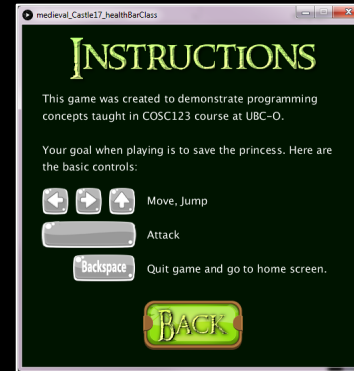 medieval_Castle17_healthBarClass
INSTRUCTIONS
This game was created to demonstrate programming
concepts taught in COSC123 course at UBC-O.
Your goal when playing is to save the princess. Here are
the basic controls:
Move, Jump
Attack
Backspace Quit game and go to home screen.
BACK